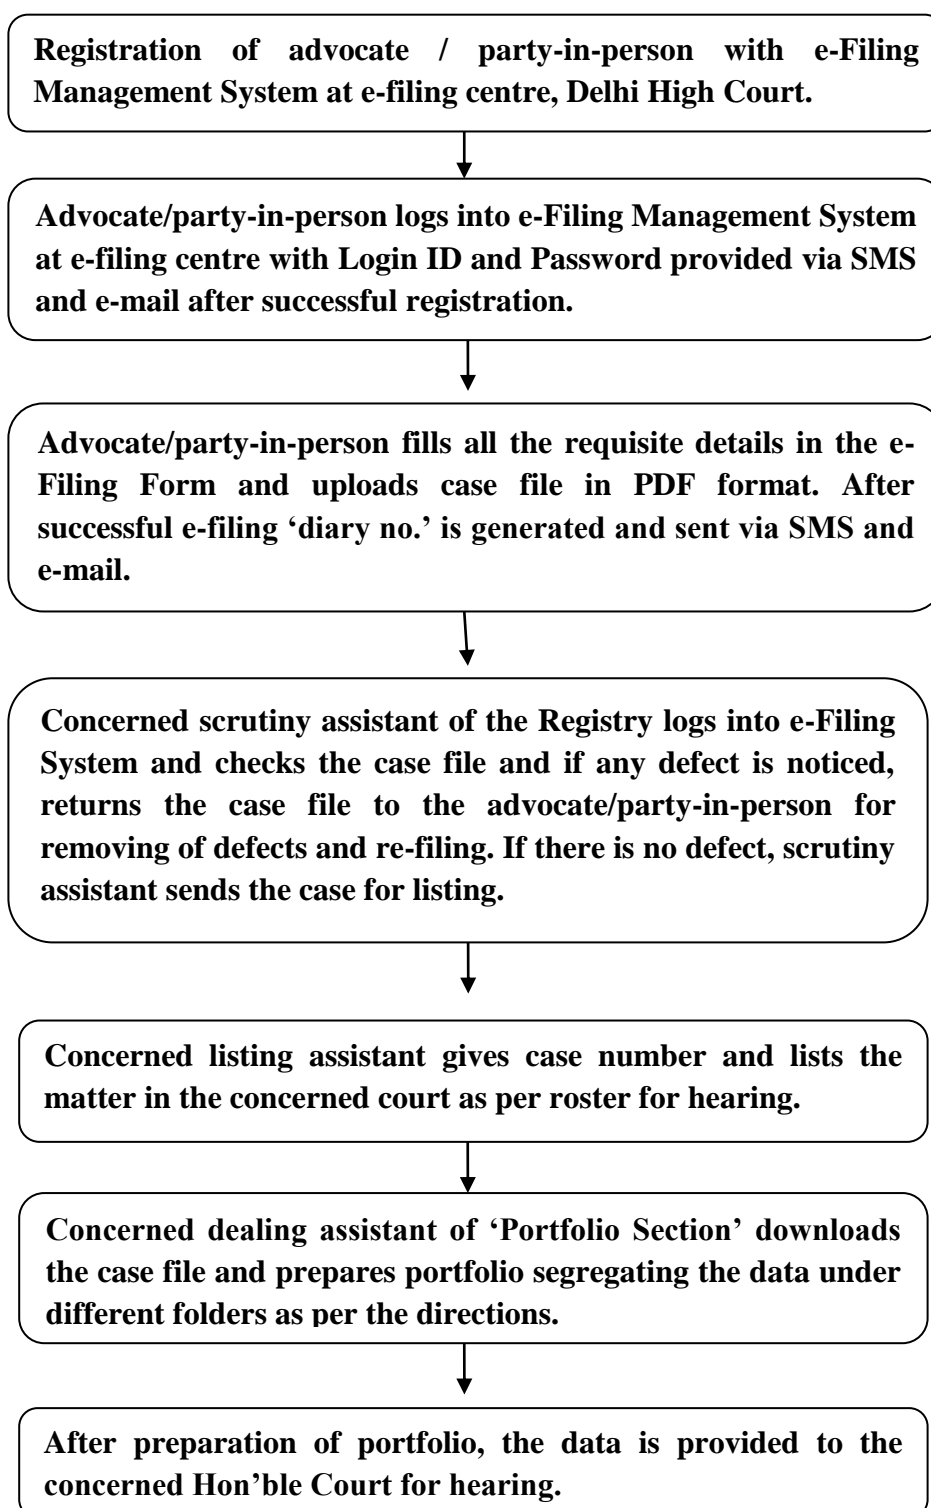 Registration of advocate / party-in-person with e-Filing
Management System at e-filing centre, Delhi High Court.
Advocate/party-in-person logs into e-Filing Management System
at e-filing centre with Login ID and Password provided via SMS
and e-mail after successful registration.
Advocate/party-in-person fills all the requisite details in the e-
Filing Form and uploads case file in PDF format. After
successful e-filing ‘diary no.’ is generated and sent via SMS and
e-mail.
Concerned scrutiny assistant of the Registry logs into e-Filing
System and checks the case file and if any defect is noticed,
returns the case file to the advocate/party-in-person for
removing of defects and re-filing. If there is no defect, scrutiny
assistant sends the case for listing.
Concerned listing assistant gives case number and lists the
matter in the concerned court as per roster for hearing.
Concerned dealing assistant of ‘Portfolio Section’ downloads
the case file and prepares portfolio segregating the data under
different folders as per the directions.
After preparation of portfolio, the data is provided to the
concerned Hon’ble Court for hearing.